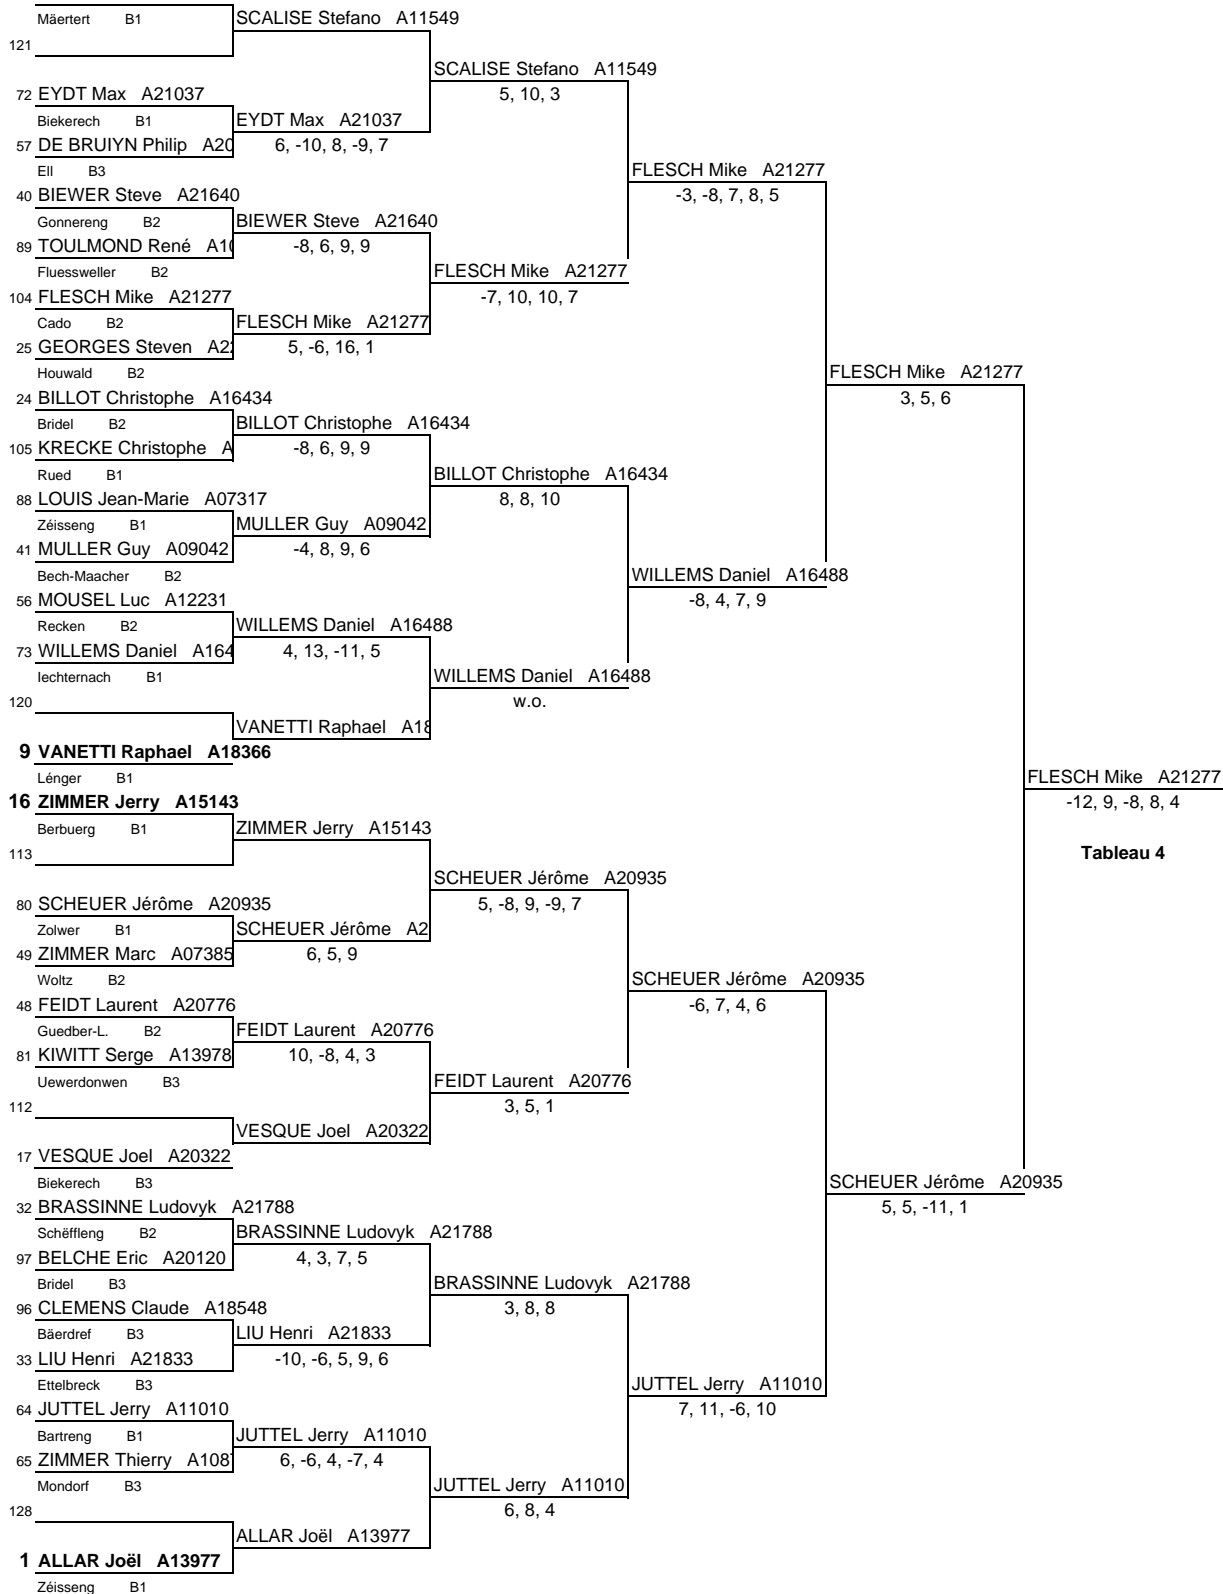 Mäertert B1 SCALISE Stefano A11549
121
SCALISE Stefano A11549
72 EYDT Max A21037 5, 10, 3
Biekerech B1 EYDT Max A21037
57 DE BRUIYN Philip A20 6, -10, 8, -9, 7
Ell B3 FLESCH Mike A21277
40 BIEWER Steve A21640 -3, -8, 7, 8, 5
Gonnereng B2 BIEWER Steve A21640
89 TOULMOND René A10 -8, 6, 9, 9
Fluessweller B2 FLESCH Mike A21277
104 FLESCH Mike A21277 -7, 10, 10, 7
Cado B2 FLESCH Mike A21277
25 GEORGES Steven A22 5, -6, 16, 1
Houwald B2 FLESCH Mike A21277
24 BILLOT Christophe A16434 3, 5, 6
Bridel B2 BILLOT Christophe A16434
105 KRECKE Christophe A -8, 6, 9, 9
Rued B1 BILLOT Christophe A16434
88 LOUIS Jean-Marie A07317 8, 8, 10
Zéisseng B1 MULLER Guy A09042
41 MULLER Guy A09042 -4, 8, 9, 6
Bech-Maacher B2 WILLEMS Daniel A16488
56 MOUSEL Luc A12231 -8, 4, 7, 9
Recken B2 WILLEMS Daniel A16488
73 WILLEMS Daniel A164 4, 13, -11, 5
Iechternach B1 WILLEMS Daniel A16488
120 w.o.
VANETTI Raphael A18
9 VANETTI Raphael A18366
Lénger B1 FLESCH Mike A21277
16 ZIMMER Jerry A15143 -12, 9, -8, 8, 4
Berbuerg B1 ZIMMER Jerry A15143
113 Tableau 4
SCHEUER Jérôme A20935
80 SCHEUER Jérôme A20935 5, -8, 9, -9, 7
Zolwer B1 SCHEUER Jérôme A2
49 ZIMMER Marc A07385 6, 5, 9
Woltz B2 SCHEUER Jérôme A20935
48 FEIDT Laurent A20776 -6, 7, 4, 6
Guedber-L. B2 FEIDT Laurent A20776
81 KIWITT Serge A13978 10, -8, 4, 3
Uewerdonwen B3 FEIDT Laurent A20776
112 3, 5, 1
VESQUE Joel A20322
17 VESQUE Joel A20322
Biekerech B3 SCHEUER Jérôme A20935
32 BRASSINNE Ludovyk A21788 5, 5, -11, 1
Schëffleng B2 BRASSINNE Ludovyk A21788
97 BELCHE Eric A20120 4, 3, 7, 5
Bridel B3 BRASSINNE Ludovyk A21788
96 CLEMENS Claude A18548 3, 8, 8
Bäerdref B3 LIU Henri A21833
33 LIU Henri A21833 -10, -6, 5, 9, 6
Ettelbreck B3 JUTTEL Jerry A11010
64 JUTTEL Jerry A11010 7, 11, -6, 10
Bartreng B1 JUTTEL Jerry A11010
65 ZIMMER Thierry A108 6, -6, 4, -7, 4
Mondorf B3 JUTTEL Jerry A11010
128 6, 8, 4
ALLAR Joël A13977
1 ALLAR Joël A13977
Zéisseng B1